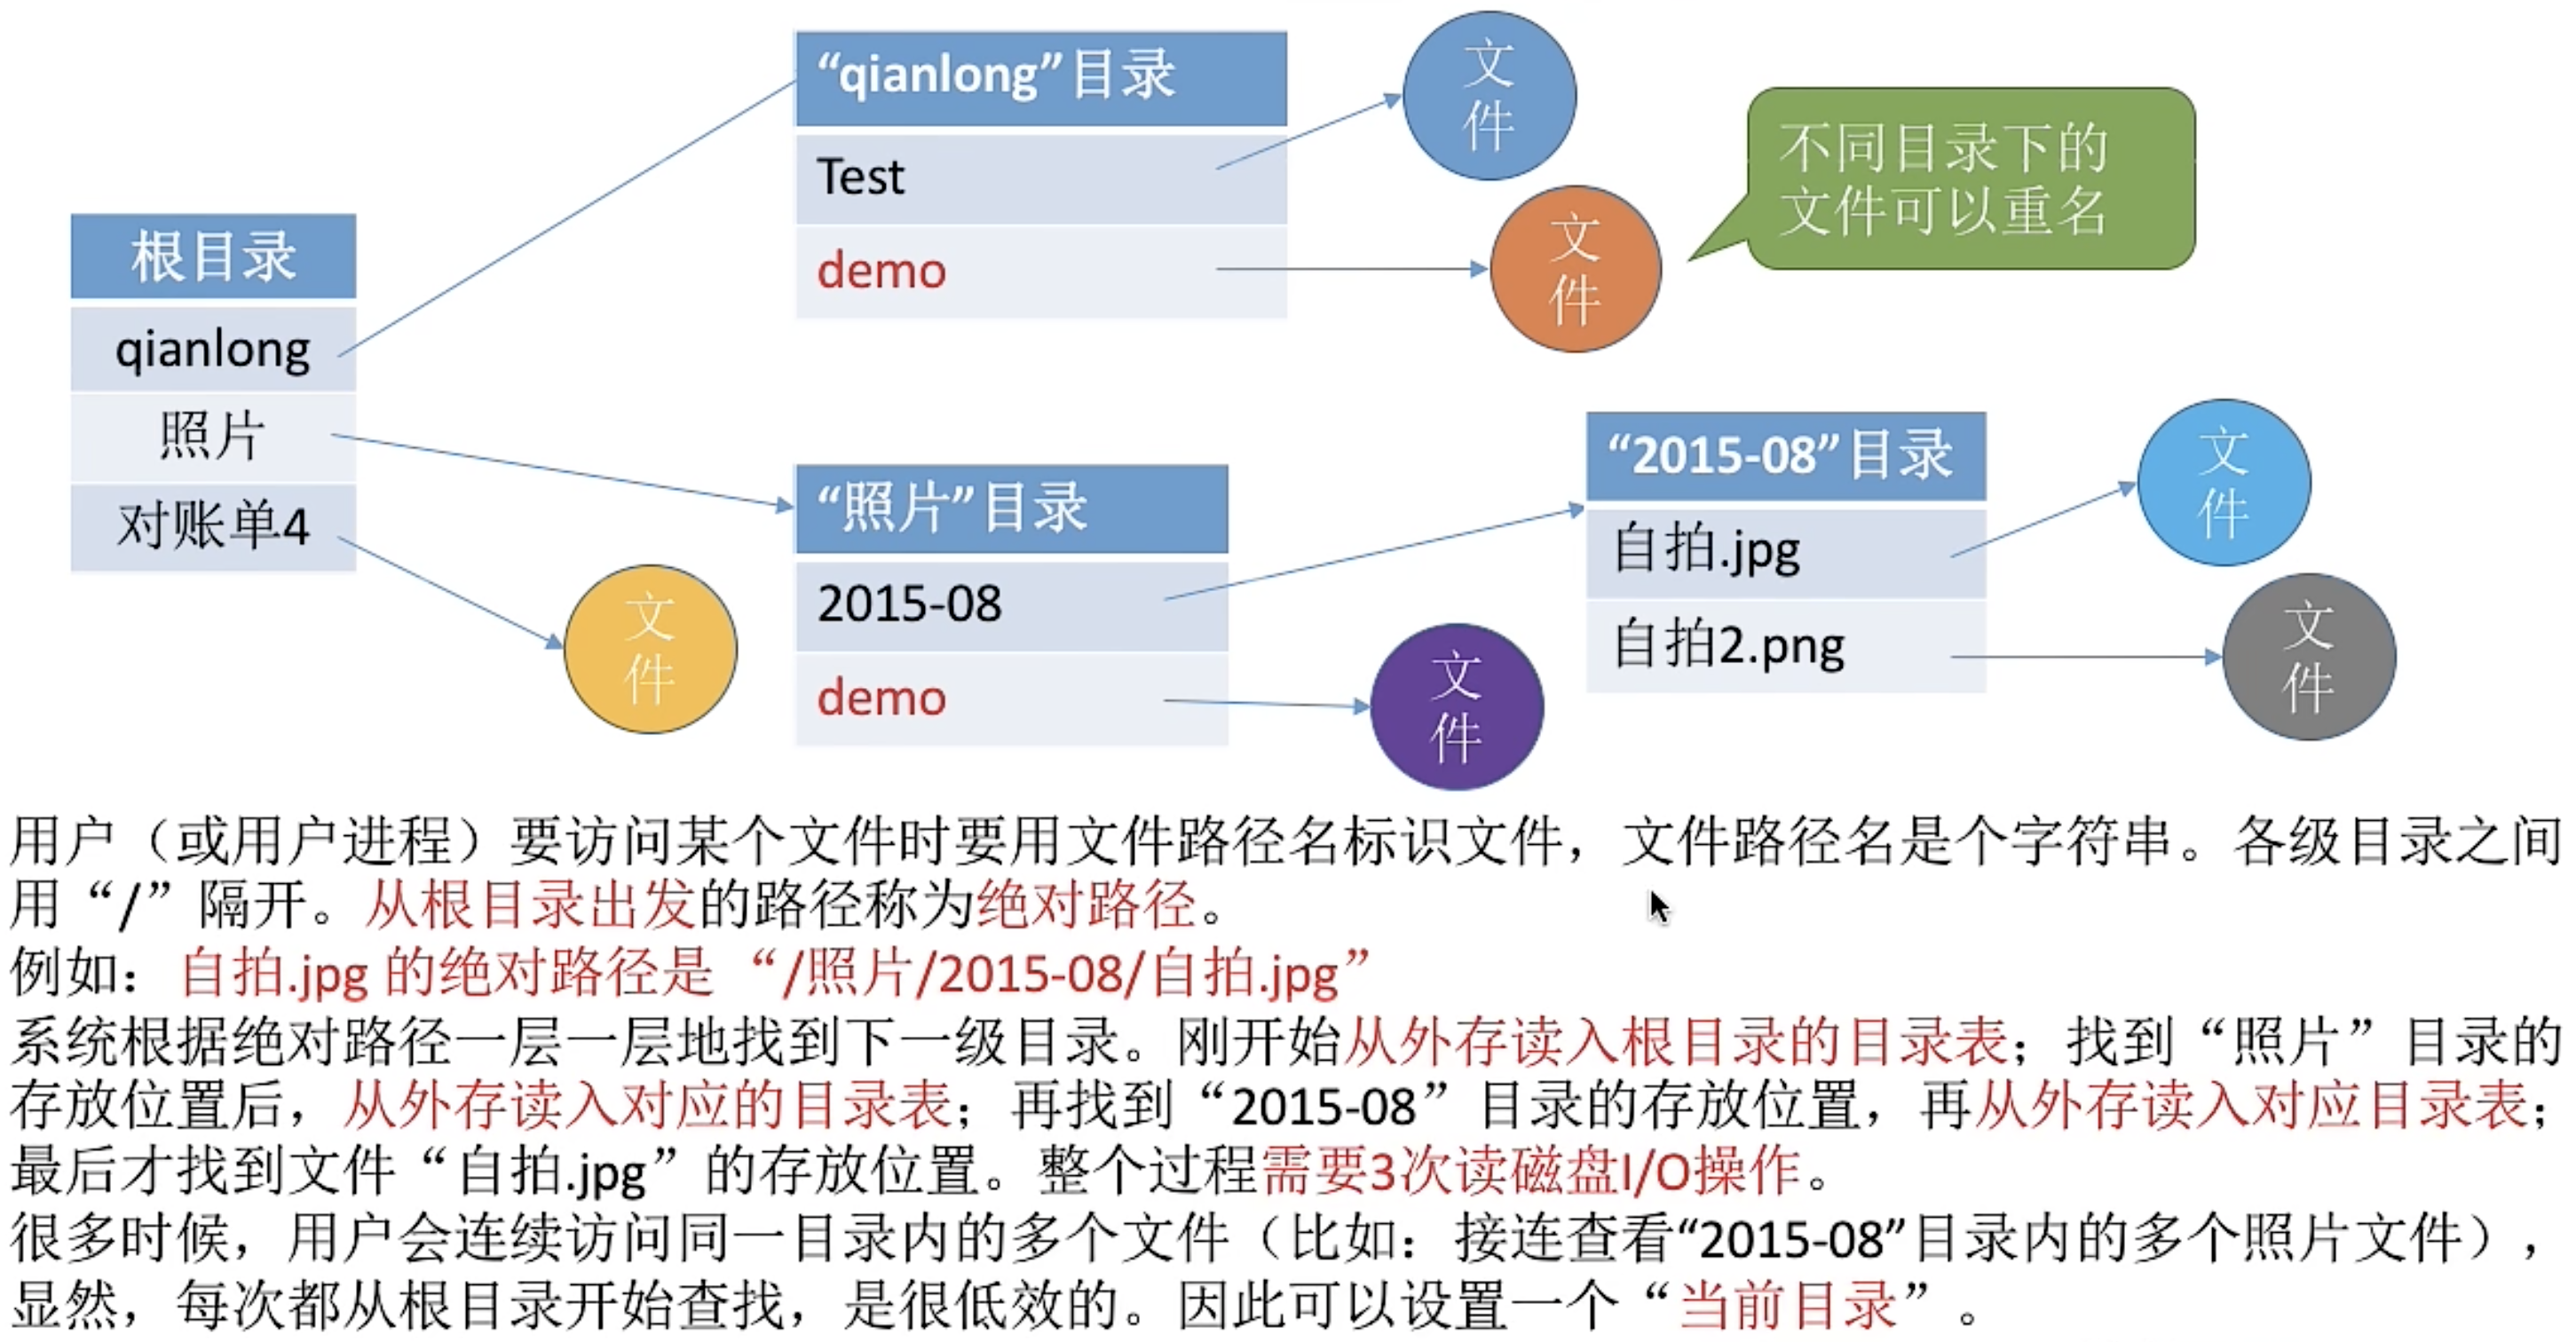 根目录
qianlong
照片
对账单4
文
件
“qianlong”目录
Test
demo
文
件
文
件
不同目录下的
文件可以重名
“照片”目录
2015-08
demo
文
件
“2015-08”目录
自拍.jpg
自拍2.png
文
件
文
件
用户（或用户进程）要访问某个文件时要用文件路径名标识文件，文件路径名是个字符串。各级目录之间
用“/”隔开。从根目录出发的路径称为绝对路径。
例如：自拍.jpg 的绝对路径是“/照片/2015-08/自拍.jpg”
系统根据绝对路径一层一层地找到下一级目录。刚开始从外存读入根目录的目录表；找到“照片”目录的
存放位置后，从外存读入对应的目录表；再找到“2015-08”目录的存放位置，再从外存读入对应目录表；
最后才找到文件“自拍.jpg”的存放位置。整个过程需要3次读磁盘I/O操作。
很多时候，用户会连续访问同一目录内的多个文件（比如：接连查看“2015-08”目录内的多个照片文件），
显然，每次都从根目录开始查找，是很低效的。因此可以设置一个“当前目录”。